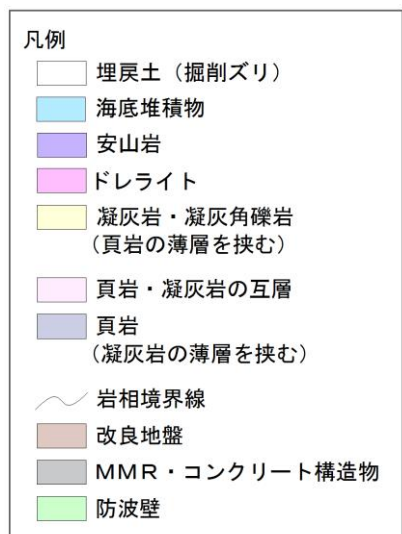 凡例
埋戻土（掘削ズリ）
海底堆積物
安山岩
ドレライト
凝灰岩・凝灰角礫岩
（頁岩の薄層を挟む）
頁岩・凝灰岩の互層
頁岩
（凝灰岩の薄層を挟む）
岩相境界線
改良地盤
ＭＭＲ・コンクリート構造物
防波壁